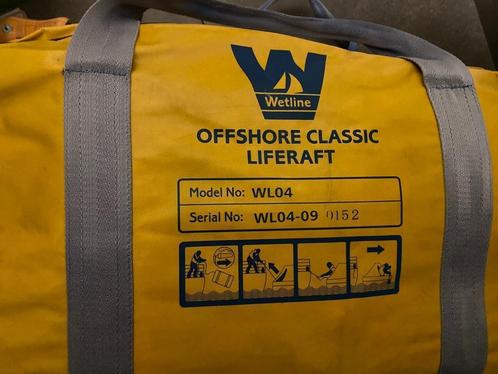 Wetline
OFFSHORE CLASSIC
LIFERAFT
Model No: WL04
Serial No: WL04-09 0152